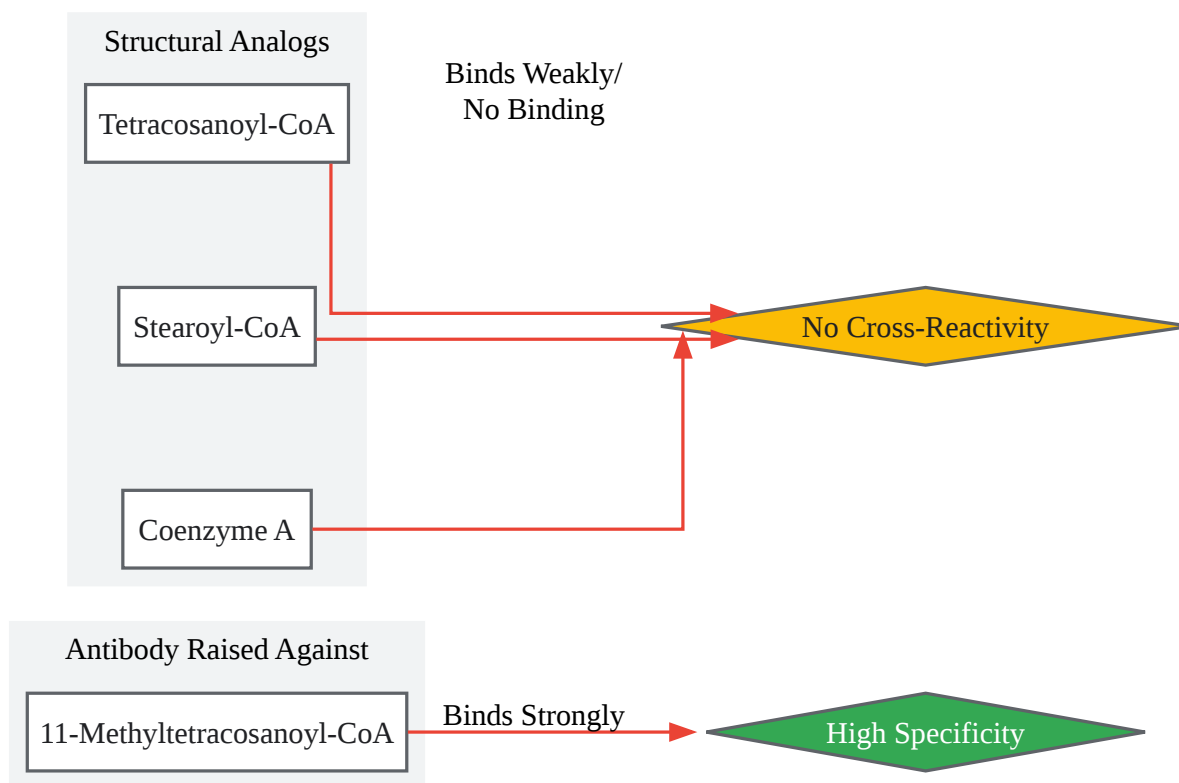 Structural Analogs
Binds Weakly/
No Binding
Tetracosanoyl-CoA
Stearoyl-CoA
No Cross-Reactivity
Coenzyme A
Antibody Raised Against
11-Methyltetracosanoyl-CoA
Binds Strongly
High Specificity